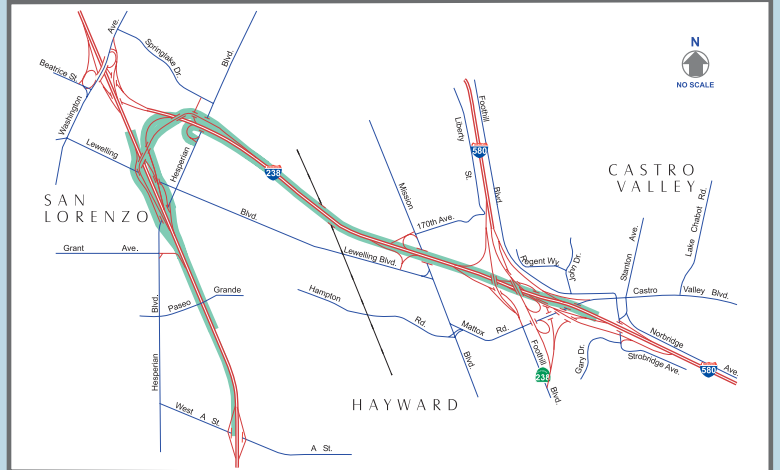 Ave.
Springlake Dr.
Blvd.
N
NO SCALE
Beatrice St.
Washington
Lewelling
Hesperian
238
SAN
LORENZO
Blvd.
Mission
Liberty
St.
Foothill
580
Blvd.
CASTRO
VALLEY
Lake Chabot Rd.
170th Ave.
Grant Ave.
Lewelling Blvd.
Regent Wy.
John Dr.
Stanton Ave.
Castro Valley Blvd.
Hampton
Rd.
Mattox Rd.
Blvd.
Paseo Grande
Norbridge
Ave.
Strobridge Ave.
580
Gary Dr.
Foothill
238
Blvd.
Hesperian
Blvd.
West A St.
A St.
HAYWARD